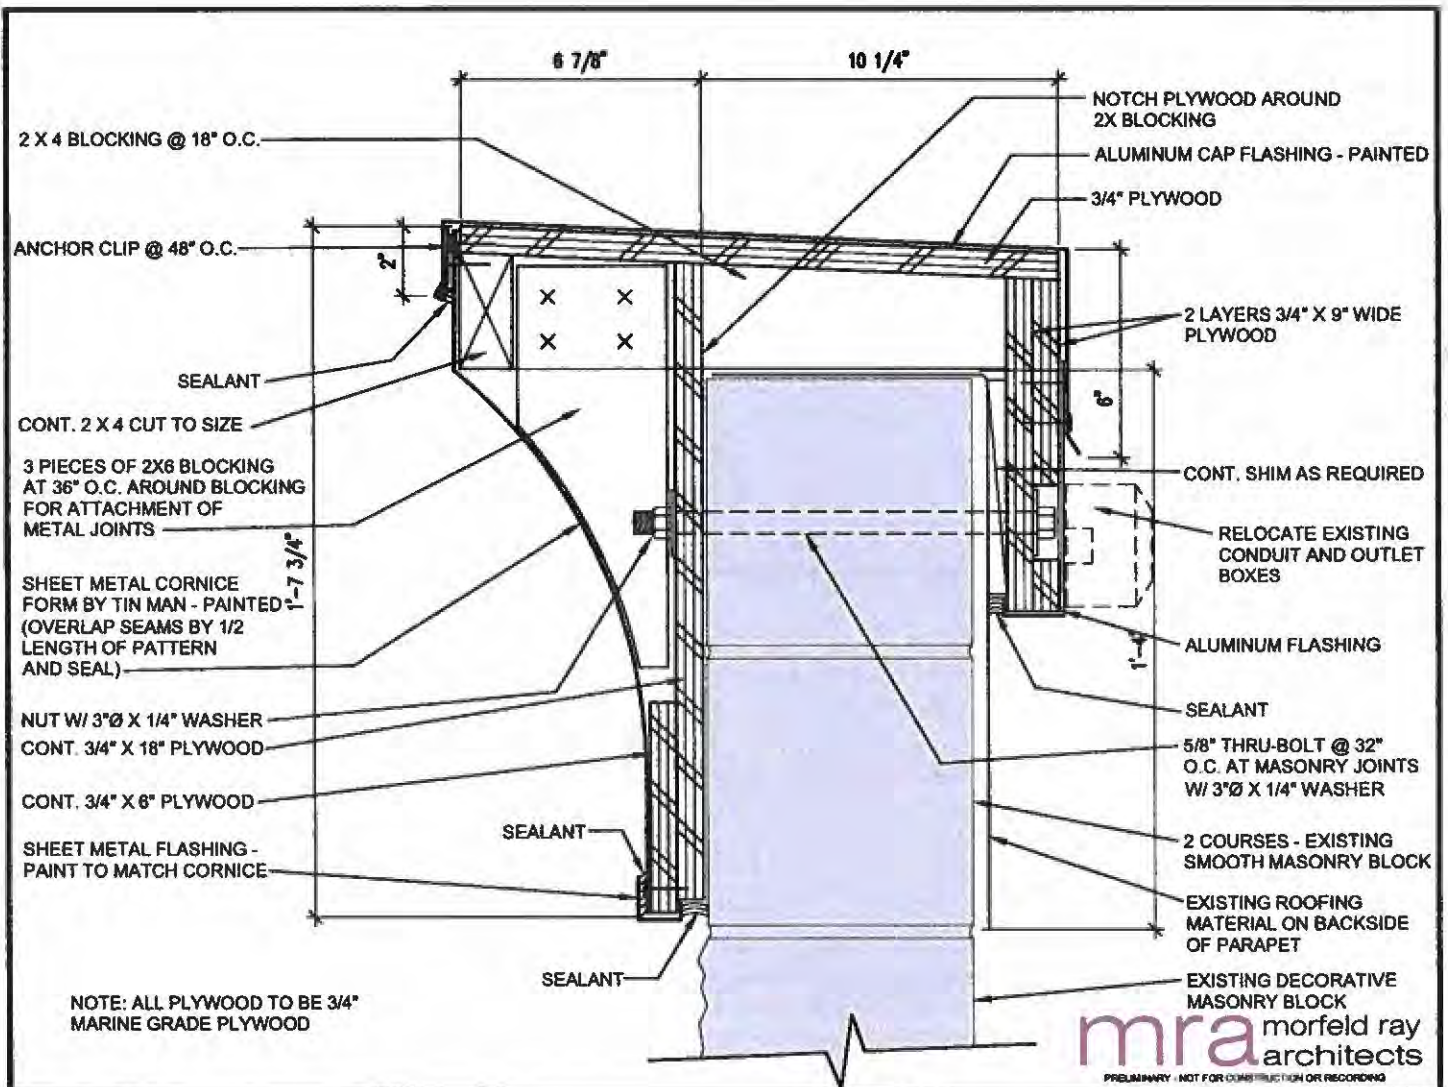 6 7/8"
10 1/4"
2 X 4 BLOCKING @ 18" O.C.
ANCHOR CLIP @ 48" O.C.
2"
SEALANT
CONT. 2 X 4 CUT TO SIZE
3 PIECES OF 2X6 BLOCKING
AT 36" O.C. AROUND BLOCKING
FOR ATTACHMENT OF
METAL JOINTS
1'-7 3/4"
SHEET METAL CORNICE
FORM BY TIN MAN - PAINTED
(OVERLAP SEAMS BY 1/2
LENGTH OF PATTERN
AND SEAL)
NUT W/ 3"Ø X 1/4" WASHER
CONT. 3/4" X 18" PLYWOOD
CONT. 3/4" X 6" PLYWOOD
SEALANT
SHEET METAL FLASHING -
PAINT TO MATCH CORNICE
SEALANT
NOTE: ALL PLYWOOD TO BE 3/4"
MARINE GRADE PLYWOOD
NOTCH PLYWOOD AROUND
2X BLOCKING
ALUMINUM CAP FLASHING - PAINTED
3/4" PLYWOOD
2 LAYERS 3/4" X 9" WIDE
PLYWOOD
6"
CONT. SHIM AS REQUIRED
RELOCATE EXISTING
CONDUIT AND OUTLET
BOXES
ALUMINUM FLASHING
1'-4"
SEALANT
5/8" THRU-BOLT @ 32"
O.C. AT MASONRY JOINTS
W/ 3"Ø X 1/4" WASHER
2 COURSES - EXISTING
SMOOTH MASONRY BLOCK
EXISTING ROOFING
MATERIAL ON BACKSIDE
OF PARAPET
EXISTING DECORATIVE
MASONRY BLOCK
mra morfeld ray
architects
PRELIMINARY - NOT FOR CONSTRUCTION OR RECORDING